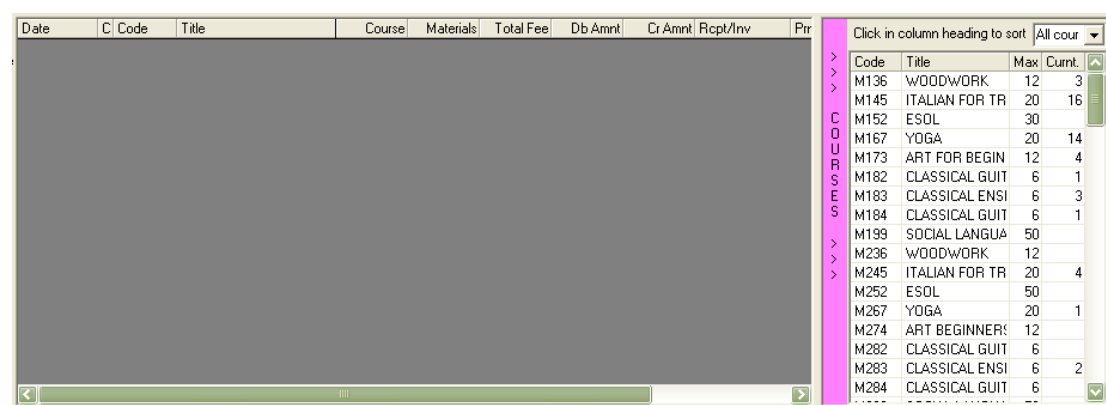 Date C Code Title Course Materials Total Fee Db Amnt Cr Amnt Rcpt/Inv Pm
Click in column heading to sort All cour
> > > COURSES > > >
Code Title Max Curnt.
M136 WOODWORK 12 3
M145 ITALIAN FOR TR 20 16
M152 ESOL 30
M167 YOGA 20 14
M173 ART FOR BEGIN 12 4
M182 CLASSICAL GUIT 6 1
M183 CLASSICAL ENSI 6 3
M184 CLASSICAL GUIT 6 1
M199 SOCIAL LANGUA 50
M236 WOODWORK 12
M245 ITALIAN FOR TR 20 4
M252 ESOL 50
M267 YOGA 20 1
M274 ART BEGINNERS 12
M282 CLASSICAL GUIT 6
M283 CLASSICAL ENSI 6 2
M284 CLASSICAL GUIT 6